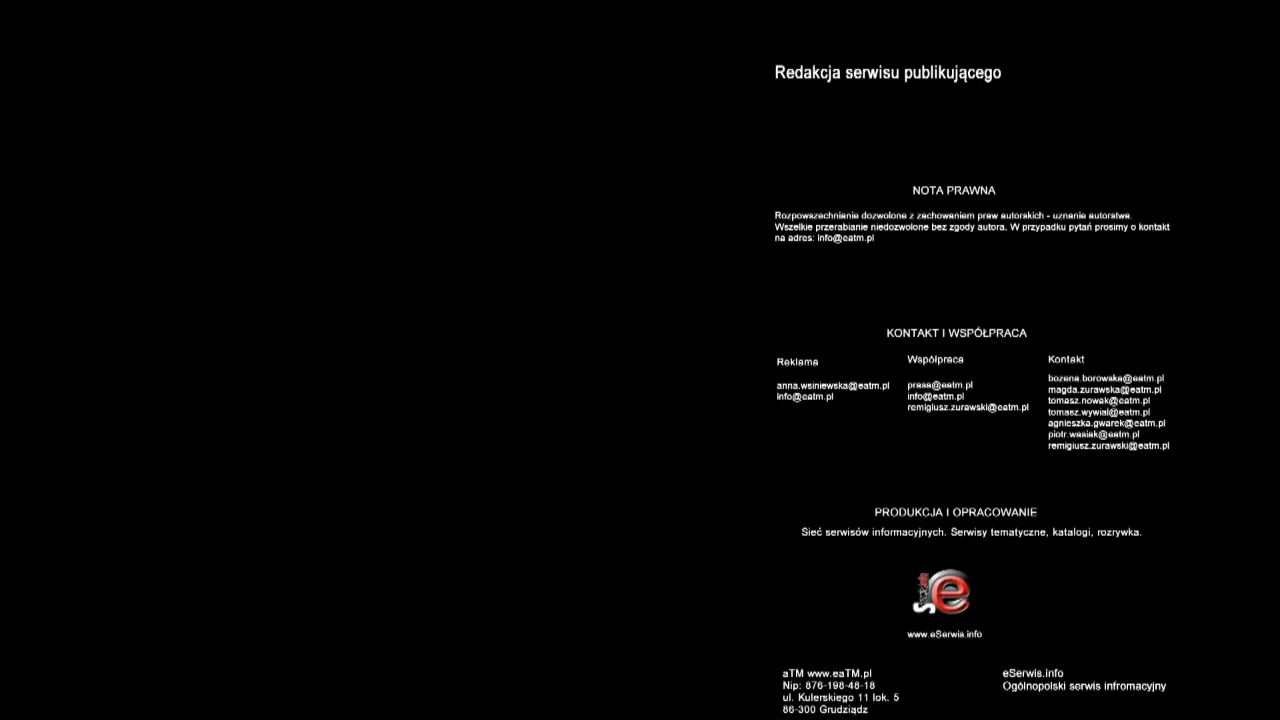 Redakcja serwisu publikującego
NOTA PRAWNA
Rozpowszechnianie dozwolone z zachowaniem praw autorskich - uznanie autorstwa.
Wszelkie przerabianie niedozwolone bez zgody autora. W przypadku pytań prosimy o kontakt
na adres: info@eatm.pl
KONTAKT I WSPÓŁPRACA
Reklama
anna.wsiniewska@eatm.pl
info@eatm.pl
Współpraca
prasa@eatm.pl
info@eatm.pl
remigiusz.zurawski@eatm.pl
Kontakt
bozena.borowska@eatm.pl
magda.zurawska@eatm.pl
tomasz.nowak@eatm.pl
tomasz.wywial@eatm.pl
agnieszka.gwarek@eatm.pl
piotr.wasiak@eatm.pl
remigiusz.zurawski@eatm.pl
PRODUKCJA I OPRACOWANIE
Sieć serwisów informacyjnych. Serwisy tematyczne, katalogi, rozrywka.
e
www.eSerwis.info
aTM www.eaTM.pl
Nip: 876-198-48-18
ul. Kulerskiego 11 lok. 5
86-300 Grudziądz
eSerwis.info
Ogólnopolski serwis infromacyjny